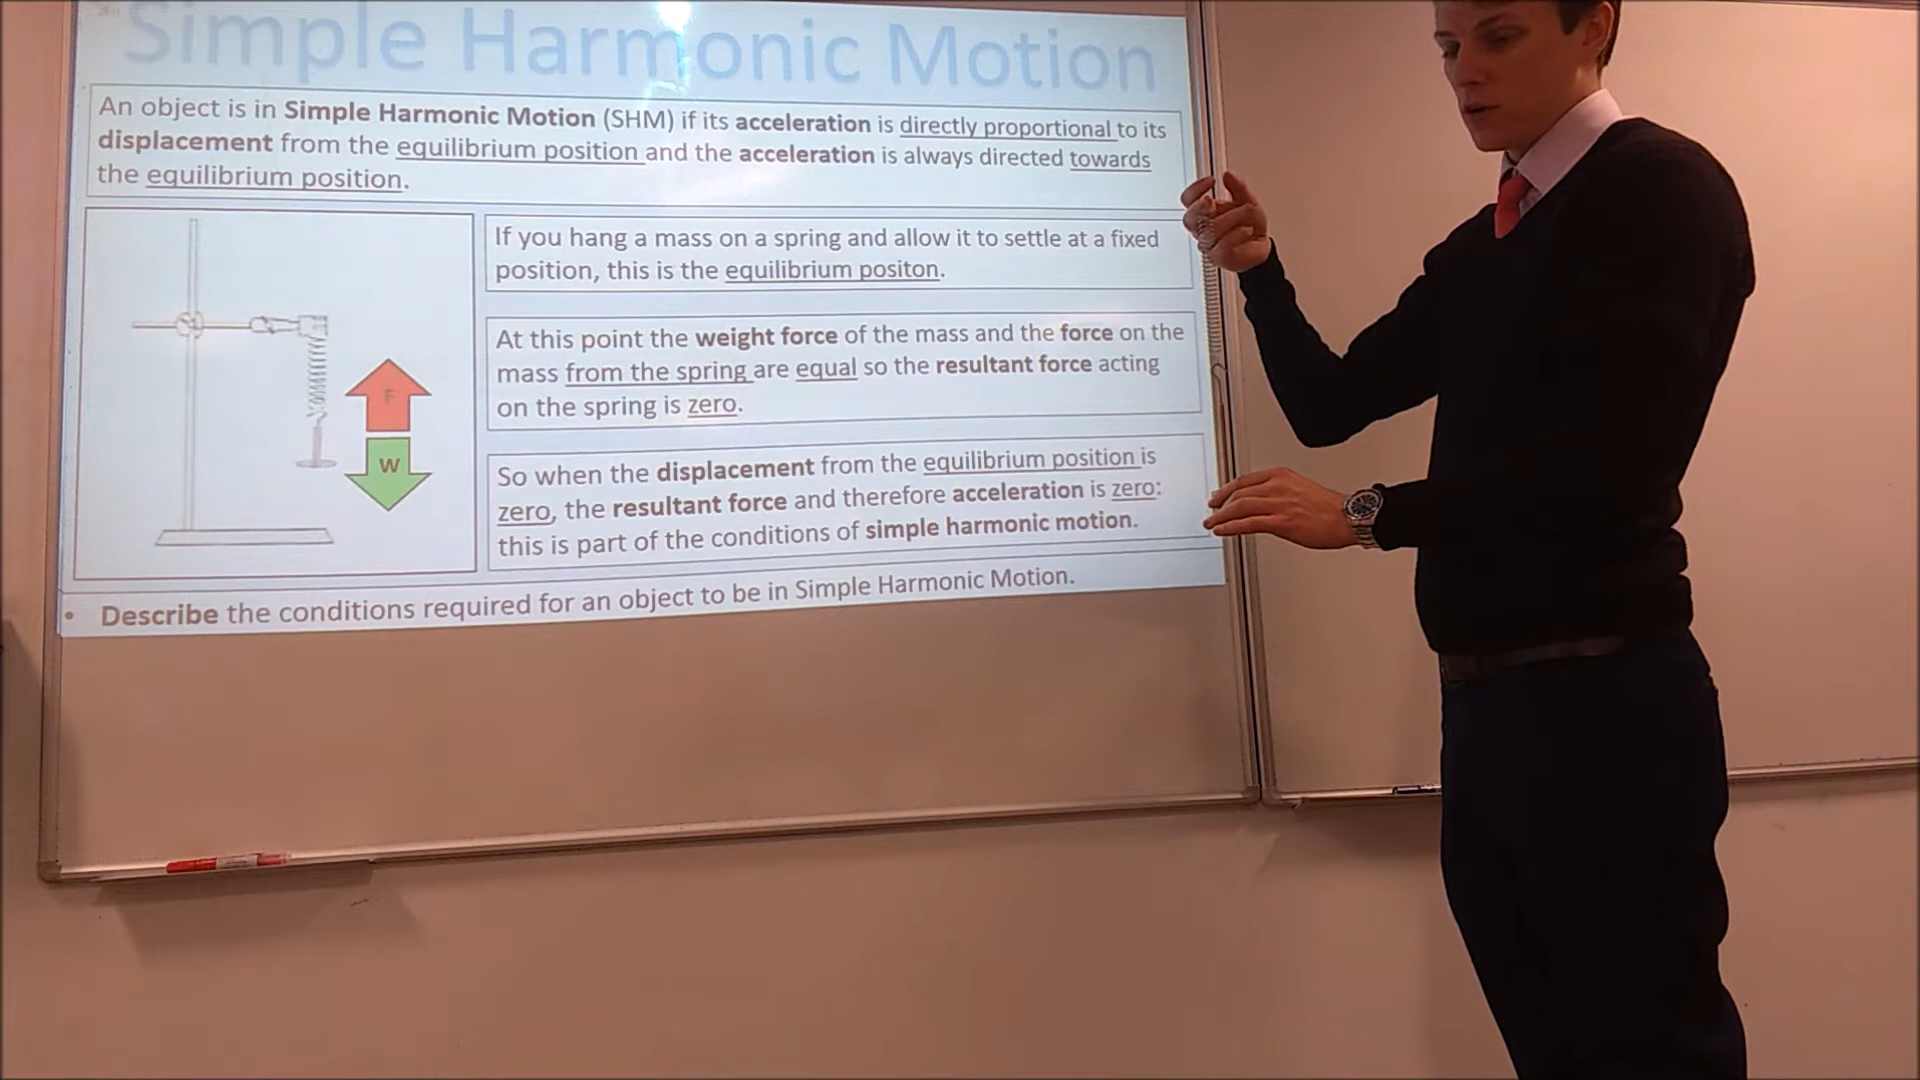 Simple Harmonic Motion
An object is in Simple Harmonic Motion (SHM) if its acceleration is directly proportional to its
displacement from the equilibrium position and the acceleration is always directed towards
the equilibrium position.
If you hang a mass on a spring and allow it to settle at a fixed
position, this is the equilibrium positon.
At this point the weight force of the mass and the force on the
mass from the spring are equal so the resultant force acting
on the spring is zero.
F
W
So when the displacement from the equilibrium position is
zero, the resultant force and therefore acceleration is zero:
this is part of the conditions of simple harmonic motion.
• Describe the conditions required for an object to be in Simple Harmonic Motion.